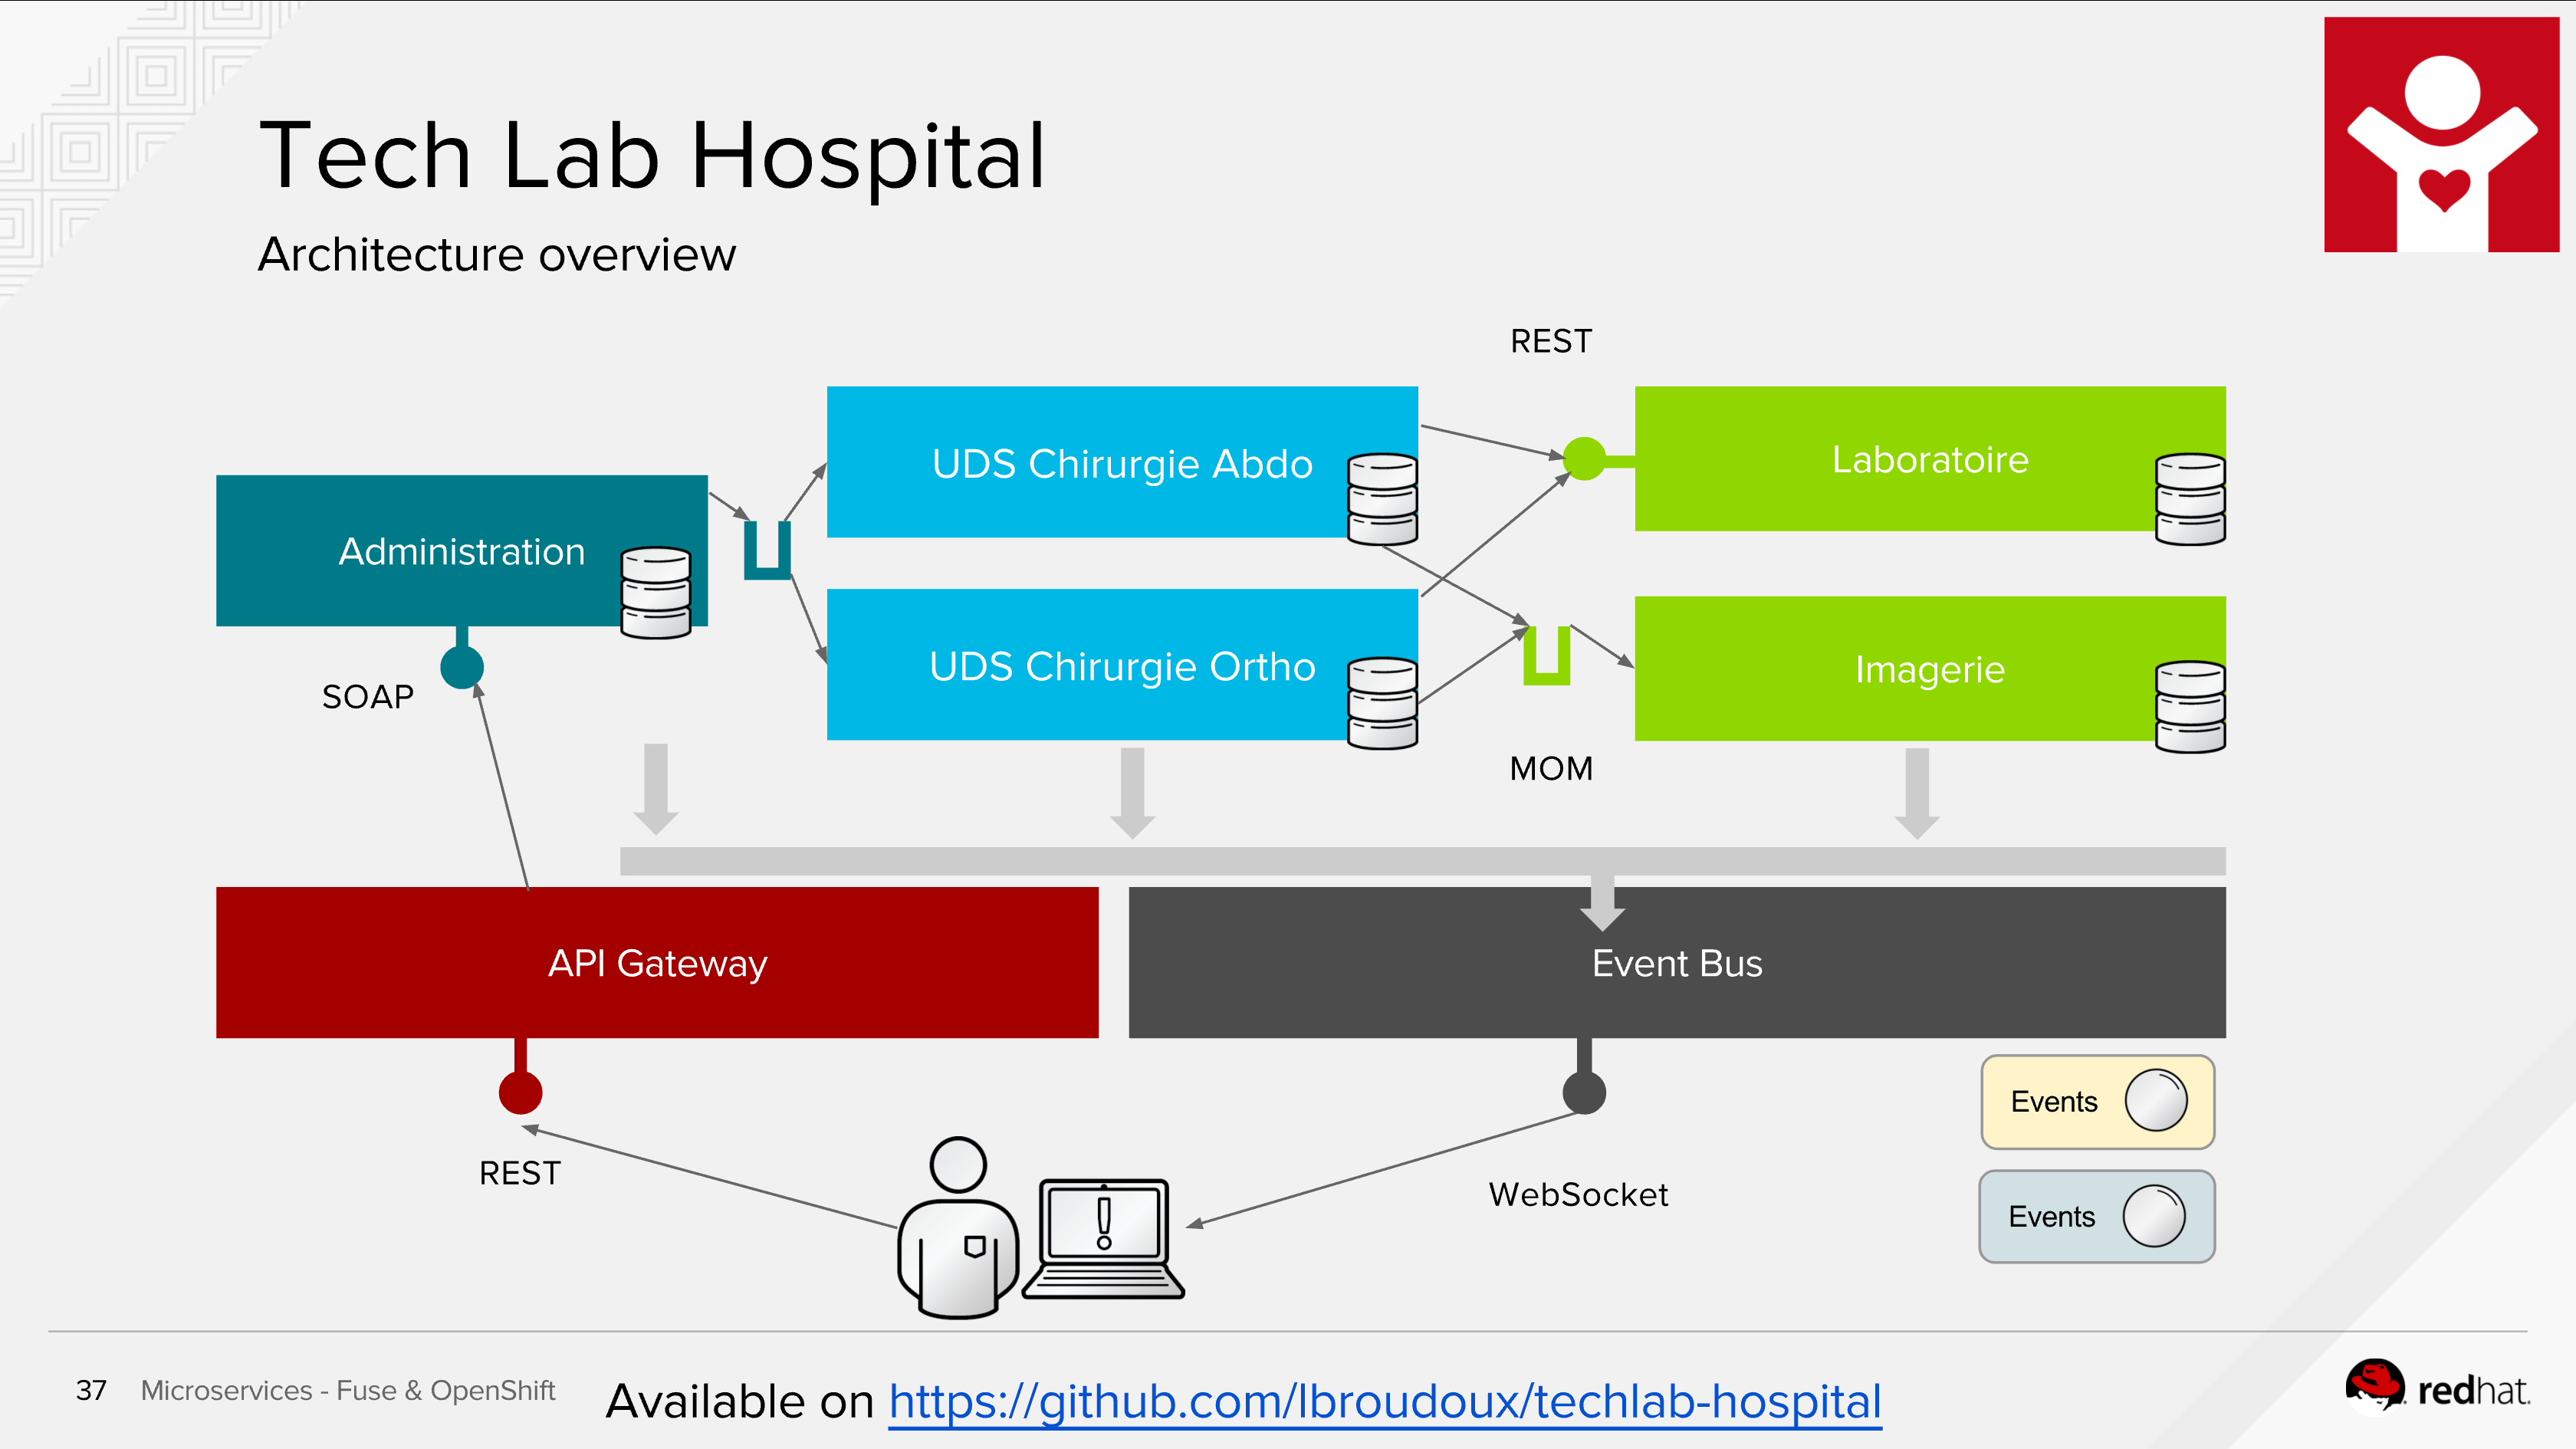 Tech Lab Hospital
Architecture overview
REST
UDS Chirurgie Abdo
Laboratoire
Administration
UDS Chirurgie Ortho
Imagerie
SOAP
MOM
API Gateway
Event Bus
Events
REST
WebSocket
Events
37 Microservices - Fuse & OpenShift
Available on https://github.com/lbroudoux/techlab-hospital
redhat.